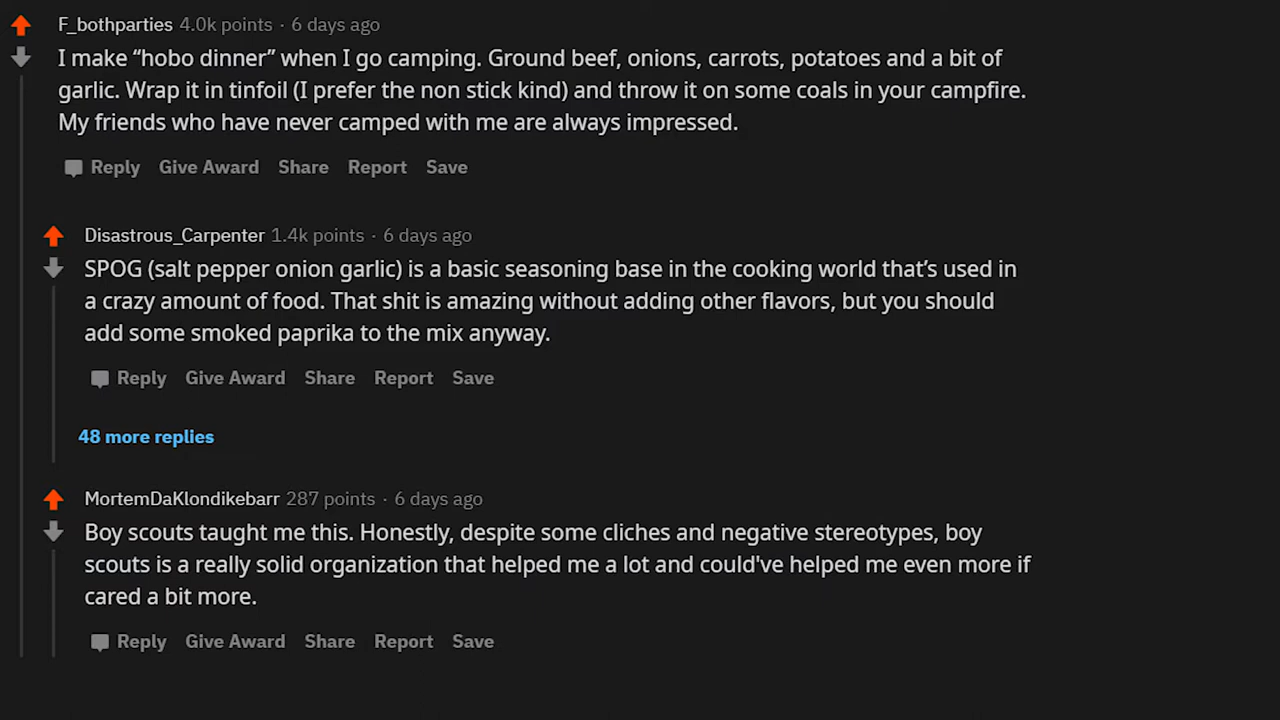 F_bothparties 4.0k points · 6 days ago
I make “hobo dinner” when I go camping. Ground beef, onions, carrots, potatoes and a bit of
garlic. Wrap it in tinfoil (I prefer the non stick kind) and throw it on some coals in your campfire.
My friends who have never camped with me are always impressed.
Reply Give Award Share Report Save
Disastrous_Carpenter 1.4k points · 6 days ago
SPOG (salt pepper onion garlic) is a basic seasoning base in the cooking world that’s used in
a crazy amount of food. That shit is amazing without adding other flavors, but you should
add some smoked paprika to the mix anyway.
Reply Give Award Share Report Save
48 more replies
MortemDaKlondikebarr 287 points · 6 days ago
Boy scouts taught me this. Honestly, despite some cliches and negative stereotypes, boy
scouts is a really solid organization that helped me a lot and could've helped me even more if
cared a bit more.
Reply Give Award Share Report Save